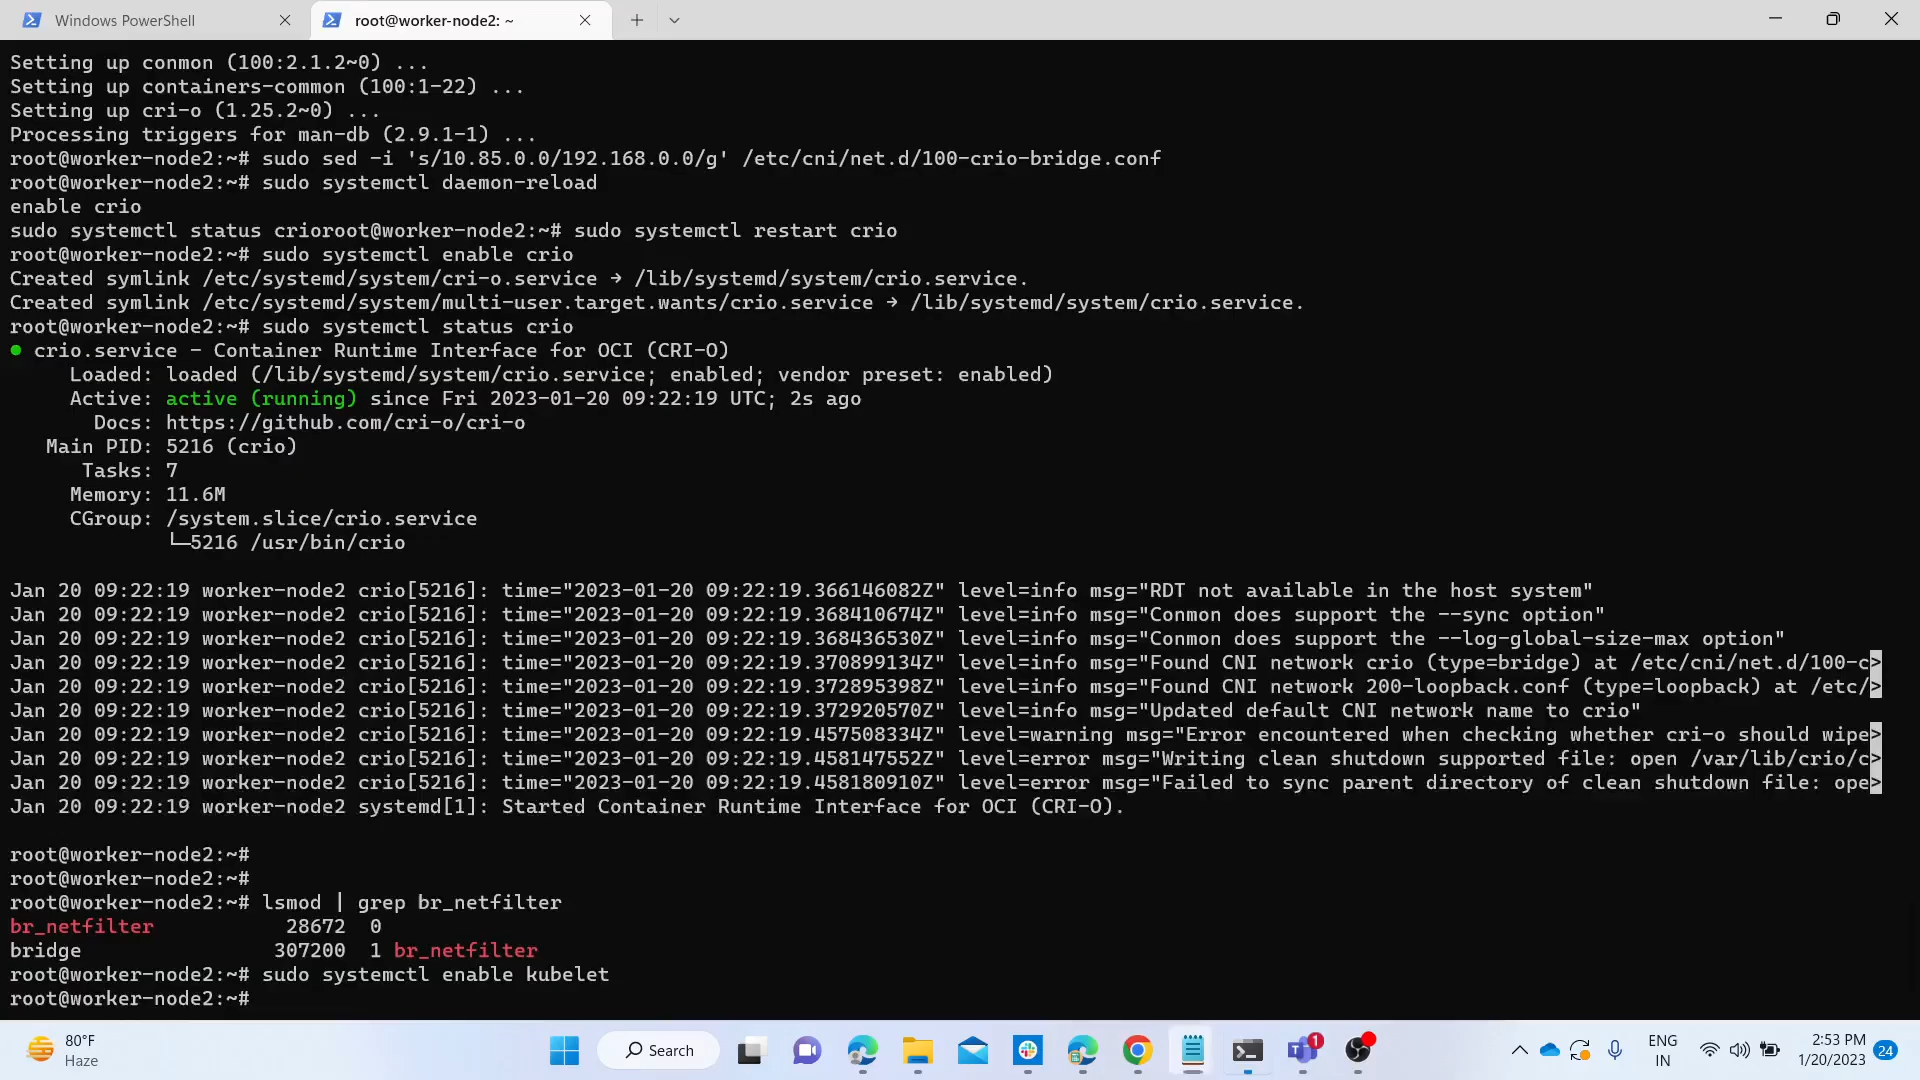 Windows PowerShell
root@worker-node2: ~
Setting up conmon (100:2.1.2~0) ...
Setting up containers-common (100:1-22) ...
Setting up cri-o (1.25.2~0) ...
Processing triggers for man-db (2.9.1-1) ...
root@worker-node2:~# sudo sed -i 's/10.85.0.0/192.168.0.0/g' /etc/cni/net.d/100-crio-bridge.conf
root@worker-node2:~# sudo systemctl daemon-reload
enable crio
sudo systemctl status crioroot@worker-node2:~# sudo systemctl restart crio
root@worker-node2:~# sudo systemctl enable crio
Created symlink /etc/systemd/system/cri-o.service → /lib/systemd/system/crio.service.
Created symlink /etc/systemd/system/multi-user.target.wants/crio.service → /lib/systemd/system/crio.service.
root@worker-node2:~# sudo systemctl status crio
● crio.service - Container Runtime Interface for OCI (CRI-O)
Loaded: loaded (/lib/systemd/system/crio.service; enabled; vendor preset: enabled)
Active: active (running) since Fri 2023-01-20 09:22:19 UTC; 2s ago
Docs: https://github.com/cri-o/cri-o
Main PID: 5216 (crio)
Tasks: 7
Memory: 11.6M
CGroup: /system.slice/crio.service
└─5216 /usr/bin/crio
Jan 20 09:22:19 worker-node2 crio[5216]: time="2023-01-20 09:22:19.366146082Z" level=info msg="RDT not available in the host system"
Jan 20 09:22:19 worker-node2 crio[5216]: time="2023-01-20 09:22:19.368410674Z" level=info msg="Conmon does support the --sync option"
Jan 20 09:22:19 worker-node2 crio[5216]: time="2023-01-20 09:22:19.368436530Z" level=info msg="Conmon does support the --log-global-size-max option"
Jan 20 09:22:19 worker-node2 crio[5216]: time="2023-01-20 09:22:19.370899134Z" level=info msg="Found CNI network crio (type=bridge) at /etc/cni/net.d/100-c>
Jan 20 09:22:19 worker-node2 crio[5216]: time="2023-01-20 09:22:19.372895398Z" level=info msg="Found CNI network 200-loopback.conf (type=loopback) at /etc/>
Jan 20 09:22:19 worker-node2 crio[5216]: time="2023-01-20 09:22:19.372920570Z" level=info msg="Updated default CNI network name to crio"
Jan 20 09:22:19 worker-node2 crio[5216]: time="2023-01-20 09:22:19.457508334Z" level=warning msg="Error encountered when checking whether cri-o should wipe>
Jan 20 09:22:19 worker-node2 crio[5216]: time="2023-01-20 09:22:19.458147552Z" level=error msg="Writing clean shutdown supported file: open /var/lib/crio/c>
Jan 20 09:22:19 worker-node2 crio[5216]: time="2023-01-20 09:22:19.458180910Z" level=error msg="Failed to sync parent directory of clean shutdown file: ope>
Jan 20 09:22:19 worker-node2 systemd[1]: Started Container Runtime Interface for OCI (CRI-O).
root@worker-node2:~#
root@worker-node2:~#
root@worker-node2:~# lsmod | grep br_netfilter
br_netfilter 28672 0
bridge 307200 1 br_netfilter
root@worker-node2:~# sudo systemctl enable kubelet
root@worker-node2:~#
80°F
Haze
Search
1
ENG
IN
2:53 PM
1/20/2023
24